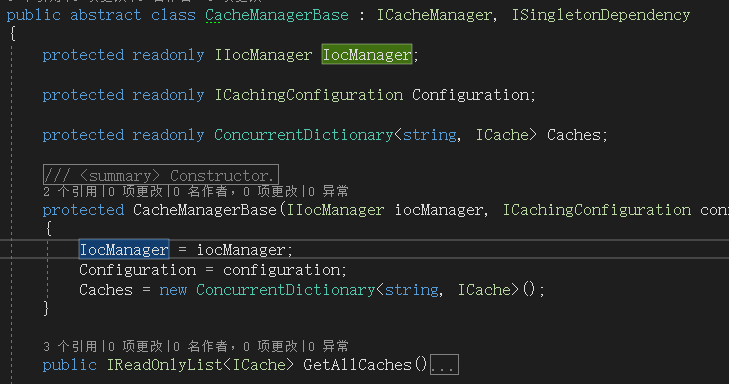 public abstract class CacheManagerBase : ICacheManager, ISingletonDependency
{
protected readonly IIocManager IocManager;
protected readonly ICachingConfiguration Configuration;
protected readonly ConcurrentDictionary<string, ICache> Caches;
/// <summary> Constructor.
2 个引用|0 项更改|0 名作者，0 项更改|0 异常
protected CacheManagerBase(IIocManager iocManager, ICachingConfiguration con
{
IocManager = iocManager;
Configuration = configuration;
Caches = new ConcurrentDictionary<string, ICache>();
}
3 个引用|0 项更改|0 名作者，0 项更改|0 异常
public IReadOnlyList<ICache> GetAllCaches()...